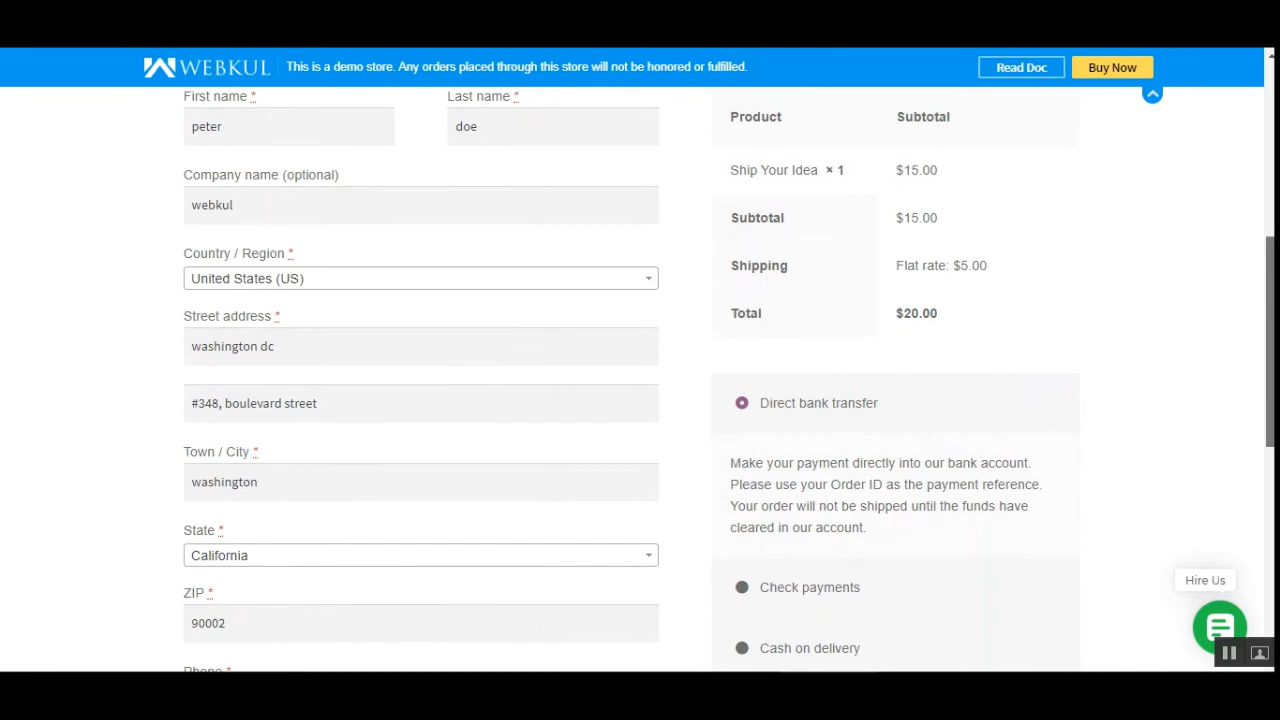 WEBKUL
This is a demo store. Any orders placed through this store will not be honored or fulfilled.
Read Doc
Buy Now
First name *
Last name *
peter
doe
Company name (optional)
webkul
Country / Region *
United States (US)
Street address *
washington dc
#348, boulevard street
Town / City *
washington
State *
California
ZIP *
90002
Phone *
Product Subtotal
Ship Your Idea × 1 $15.00
Subtotal $15.00
Shipping Flat rate: $5.00
Total $20.00
Direct bank transfer
Make your payment directly into our bank account.
Please use your Order ID as the payment reference.
Your order will not be shipped until the funds have
cleared in our account.
Check payments
Cash on delivery
Hire Us